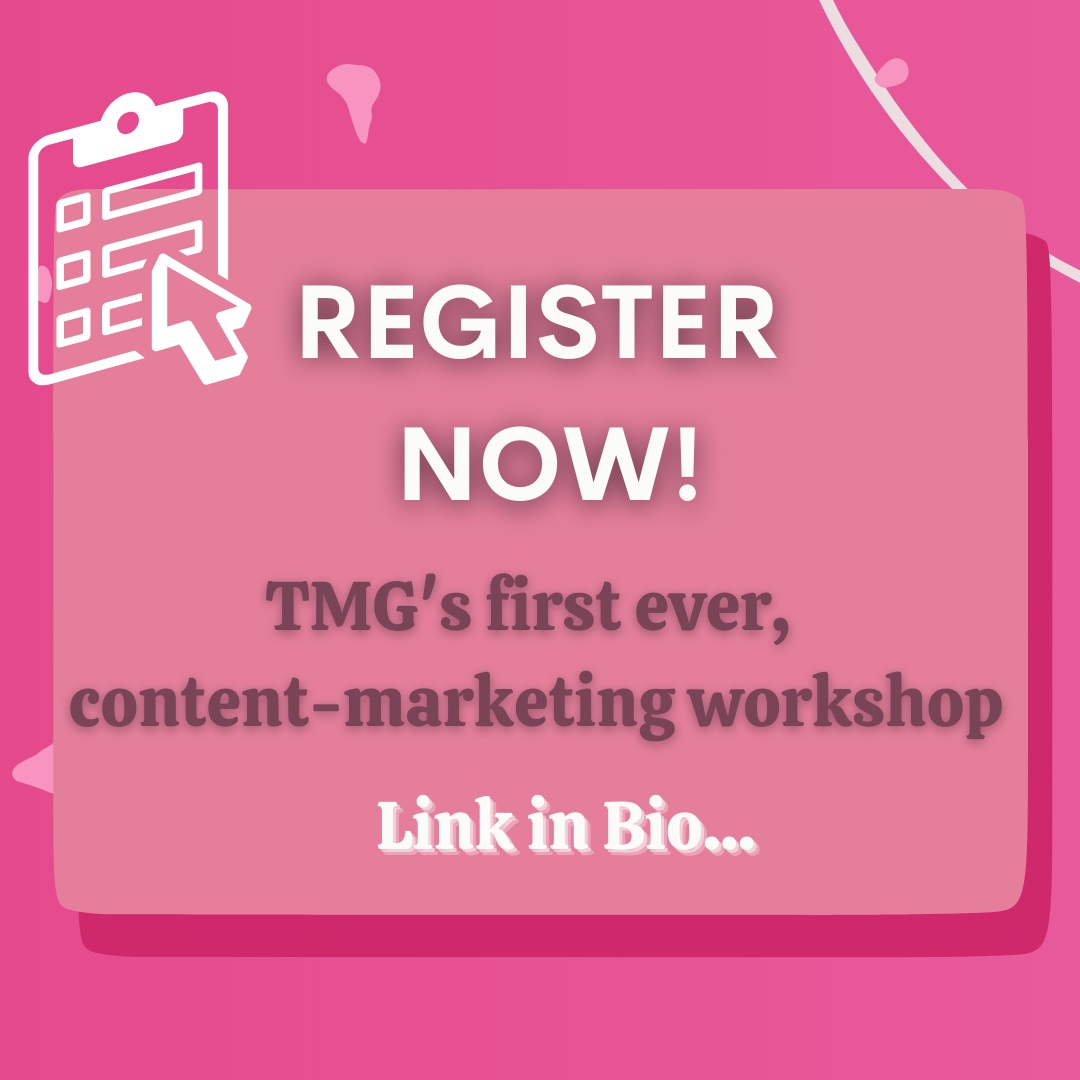 REGISTER
NOW!
TMG's first ever,
content-marketing workshop
Link in Bio...